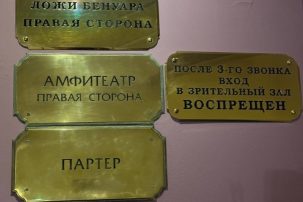 ЛОЖИ БЕНУАРА
ПРАВАЯ СТОРОНА
АМФИТЕАТР
ПРАВАЯ СТОРОНА
ПАРТЕР
ПОСЛЕ 3-ГО ЗВОНКА
ВХОД
В ЗРИТЕЛЬНЫЙ ЗАЛ
ВОСПРЕЩЕН